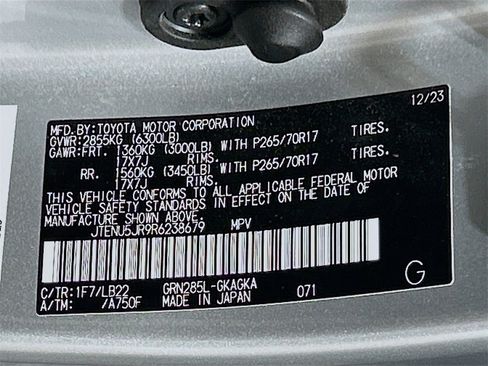 MFD.BY:TOYOTA MOTOR CORPORATION 12/23
GVWR:2855KG (6300LB)
GAWR:FRT. 1360KG (3000LB) WITH P265/70R17 TIRES.
17X7J RIMS.
RR. 1560KG (3450LB) WITH P265/70R17 TIRES.
17X7J RIMS.
THIS VEHICLE CONFORMS TO ALL APPLICABLE FEDERAL MOTOR
VEHICLE SAFETY STANDARDS IN EFFECT ON THE DATE OF
MANUFACTURE SHOWN ABOVE.
JTENU5JR9R6238679 MPV
C/TR:1F7/LB22 GRN285L-GKAGKA G
A/TM: /A750F MADE IN JAPAN 071